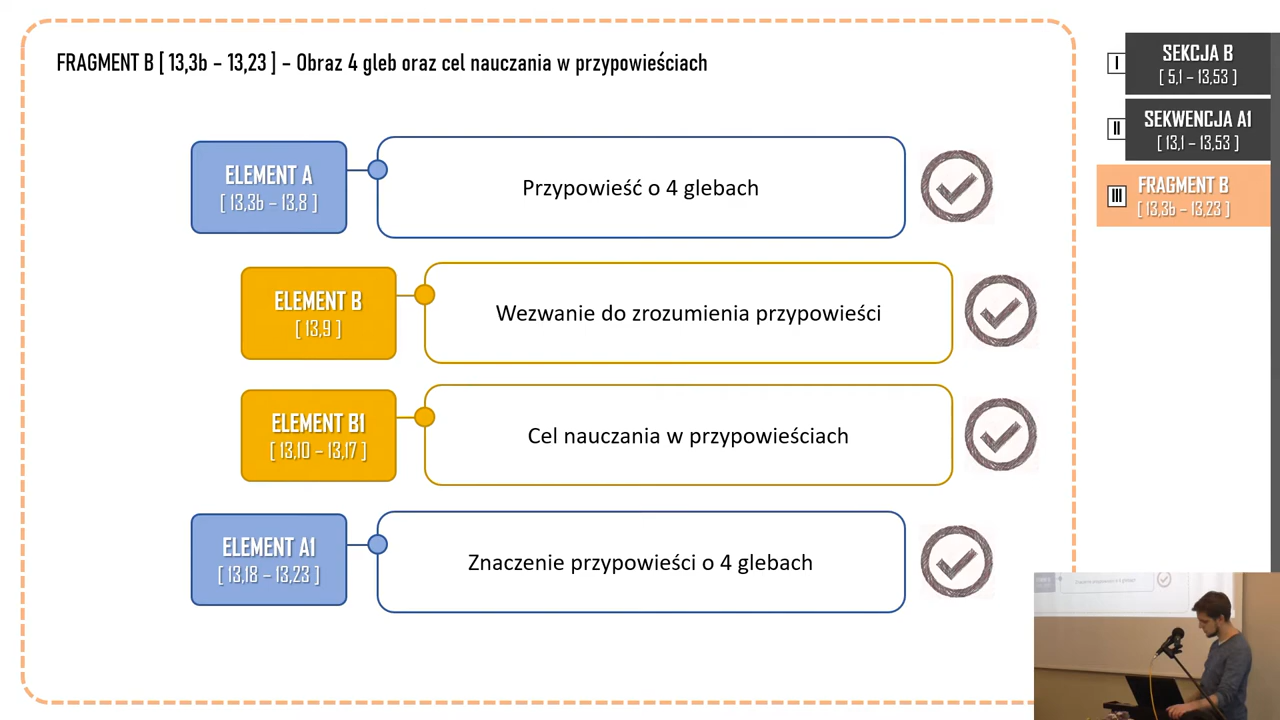 FRAGMENT B [ 13,3b – 13,23 ] – Obraz 4 gleb oraz cel nauczania w przypowieściach
ELEMENT A
[ 13,3b – 13,8 ]
Przypowieść o 4 glebach
ELEMENT B
[ 13,9 ]
Wezwanie do zrozumienia przypowieści
ELEMENT B1
[ 13,10 – 13,17 ]
Cel nauczania w przypowieściach
ELEMENT A1
[ 13,18 – 13,23 ]
Znaczenie przypowieści o 4 glebach
I
SEKCJA B
[ 5,1 – 13,53 ]
II
SEKWENCJA A1
[ 13,1 – 13,53 ]
III
FRAGMENT B
[ 13,3b – 13,23 ]